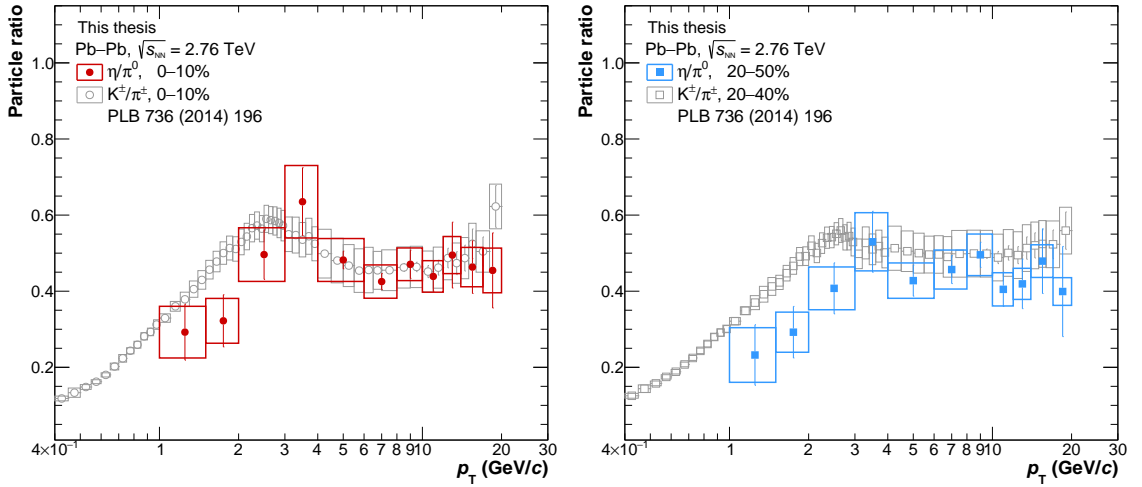 Particle ratio
This thesis
Pb–Pb, √sNN = 2.76 TeV
η/π0, 0–10%
K±/π±, 0–10%
PLB 736 (2014) 196
1.0
0.8
0.6
0.4
0.2
4×10−1 1 2 3 4 5 6 7 8 9 10 20 30
pT (GeV/c)
Particle ratio
This thesis
Pb–Pb, √sNN = 2.76 TeV
η/π0, 20–50%
K±/π±, 20–40%
PLB 736 (2014) 196
1.0
0.8
0.6
0.4
0.2
4×10−1 1 2 3 4 5 6 7 8 9 10 20 30
pT (GeV/c)